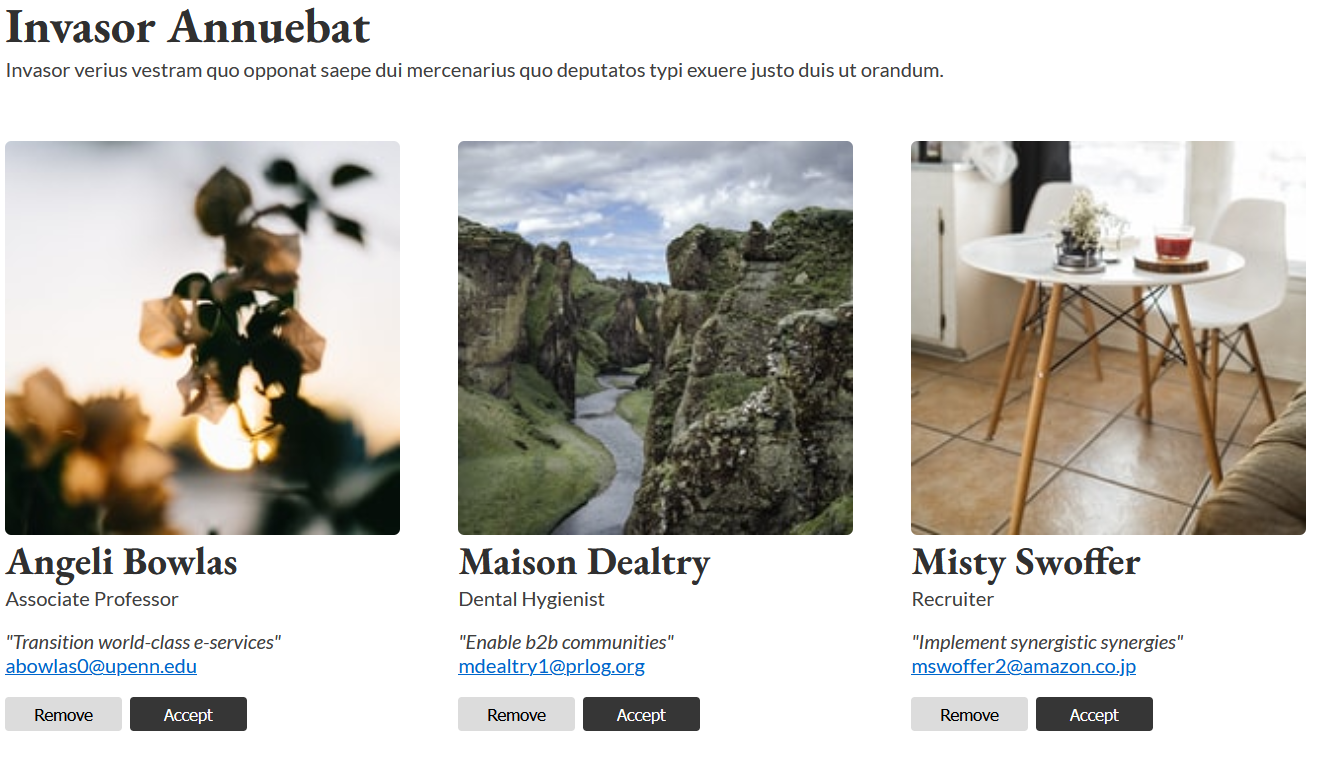 Invasor Annuebat
Invasor verius vestram quo opponat saepe dui mercenarius quo deputatos typi exuere justo duis ut orandum.
Angeli Bowlas
Associate Professor
"Transition world-class e-services"
abowlas0@upenn.edu
Remove Accept
Maison Dealtry
Dental Hygienist
"Enable b2b communities"
mdealtry1@prlog.org
Remove Accept
Misty Swoffer
Recruiter
"Implement synergistic synergies"
mswoffer2@amazon.co.jp
Remove Accept